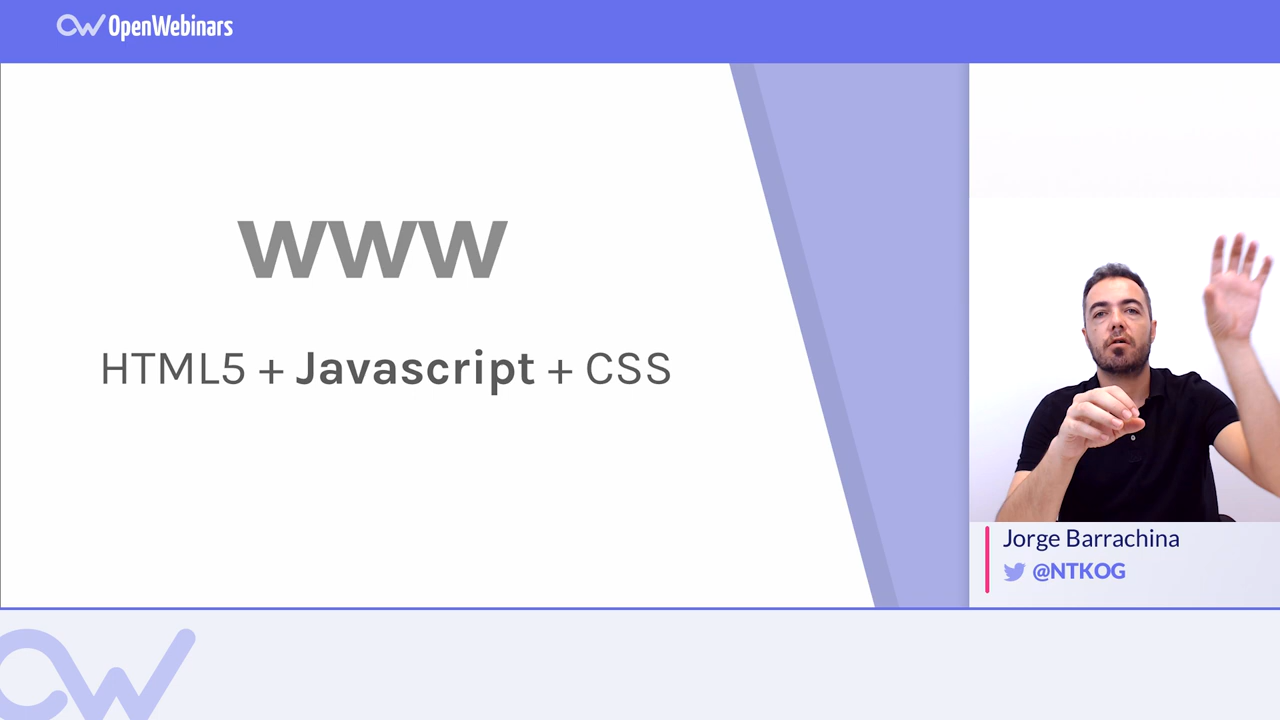 OpenWebinars
www
HTML5 + Javascript + CSS
Jorge Barrachina
@NTKOG